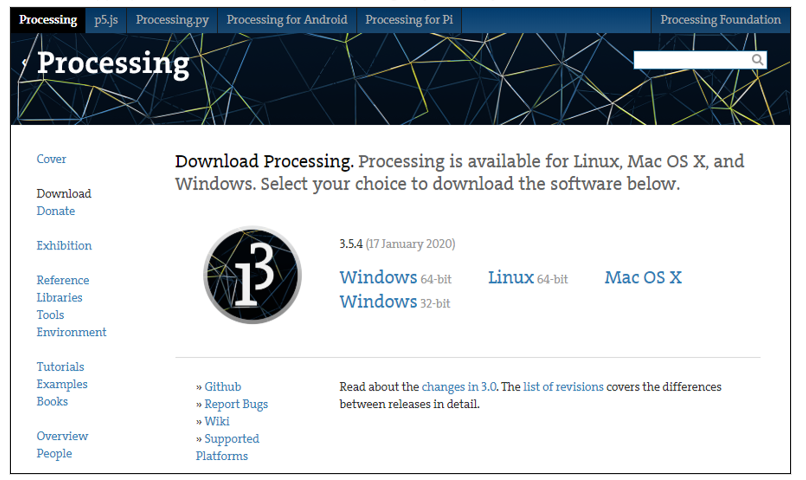 Processing p5.js Processing.py Processing for Android Processing for Pi Processing Foundation
Processing
Cover
Download
Donate
Exhibition
Reference
Libraries
Tools
Environment
Tutorials
Examples
Books
Overview
People
Download Processing. Processing is available for Linux, Mac OS X, and
Windows. Select your choice to download the software below.
3
3.5.4 (17 January 2020)
Windows 64-bit Linux 64-bit Mac OS X
Windows 32-bit
» Github
» Report Bugs
» Wiki
» Supported
Platforms
Read about the changes in 3.0. The list of revisions covers the differences
between releases in detail.